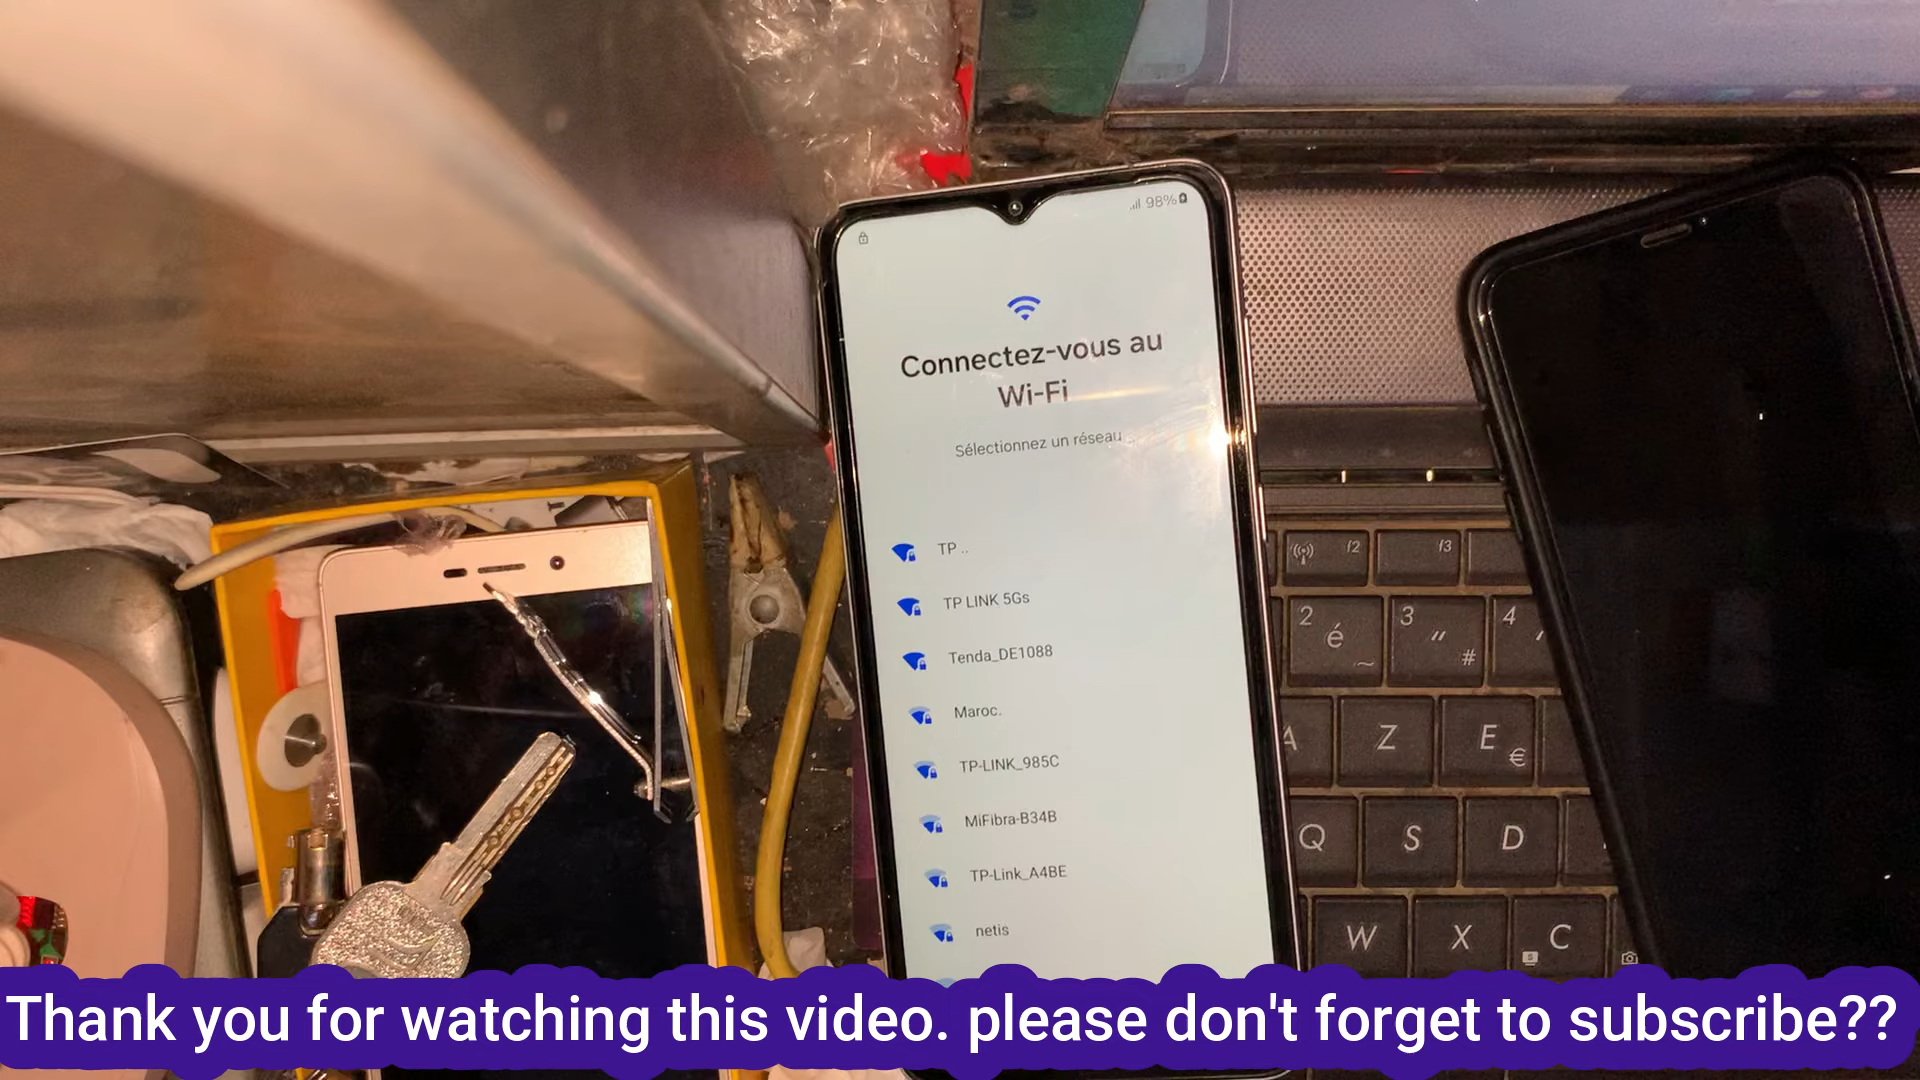 98%
Connectez-vous au
Wi-Fi
Sélectionnez un réseau
TP ..
TP LINK 5Gs
Tenda_DE1088
Maroc.
TP-LINK_985C
MiFibra-B34B
TP-Link_A4BE
netis
f2 f3
2 é ~ 3 " # 4 '
A Z E €
Q S D
W X C
Thank you for watching this video. please don't forget to subscribe??